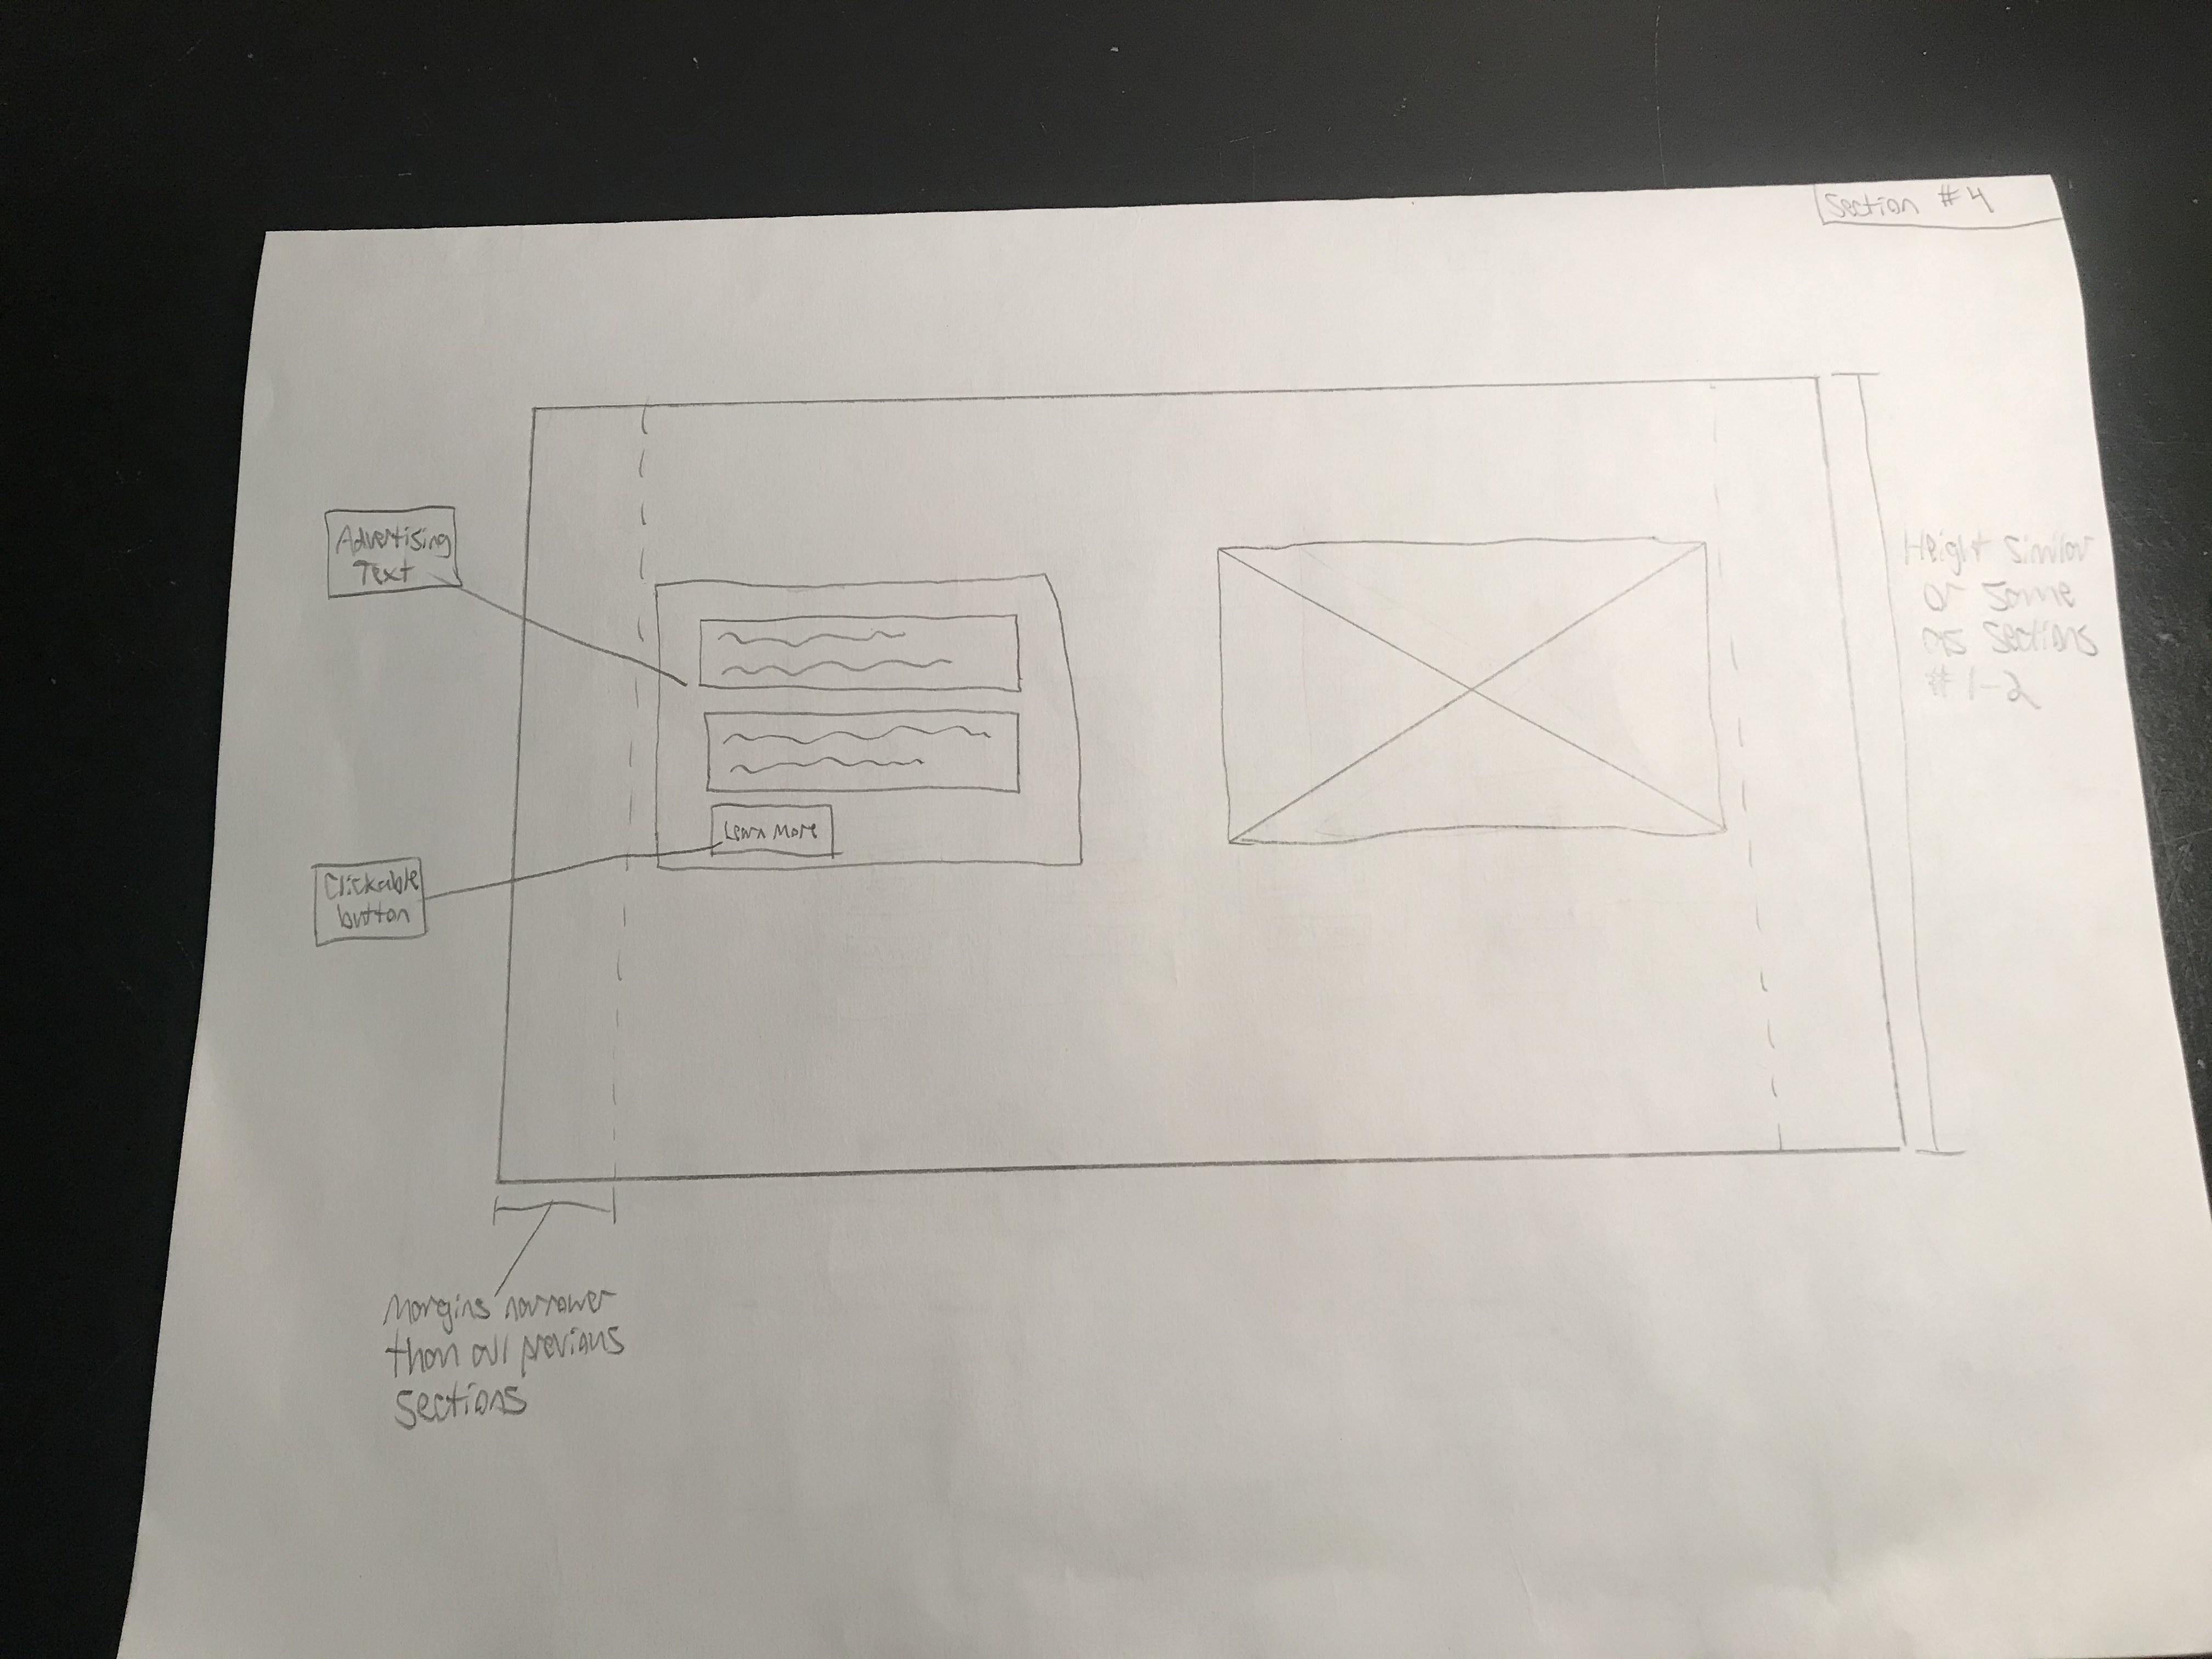 Section #4
Advertising
Text
Height Similar
or Same
as Sections
#1-2
Learn More
Clickable
button
Margins narrower
than all previous
sections